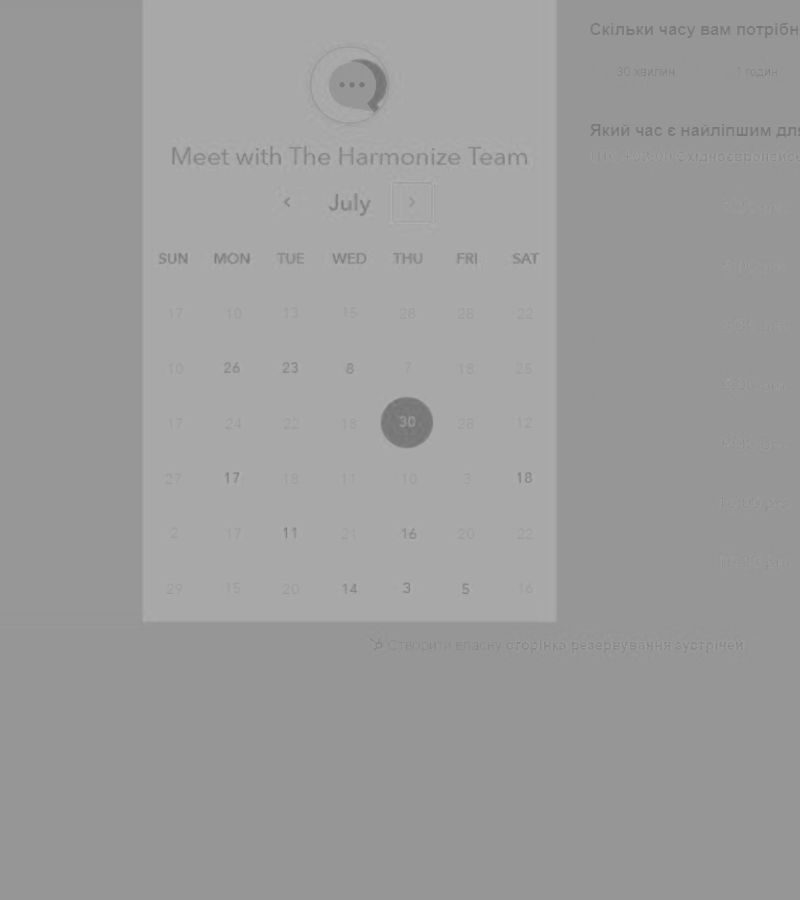 Скільки часу вам потрібн
30 хвилин
1 годин
Який час є найліпшим дл
Meet with The Harmonize Team
July
SUN MON TUE WED THU FRI SAT
17 10 13 15 28 28 22
10 26 23 8 7 18 25
17 24 22 18 30 28 12
27 17 18 11 10 3 18
2 17 11 21 16 20 22
29 15 20 14 3 5 16
Створити власну сторінка резервування зустрічей